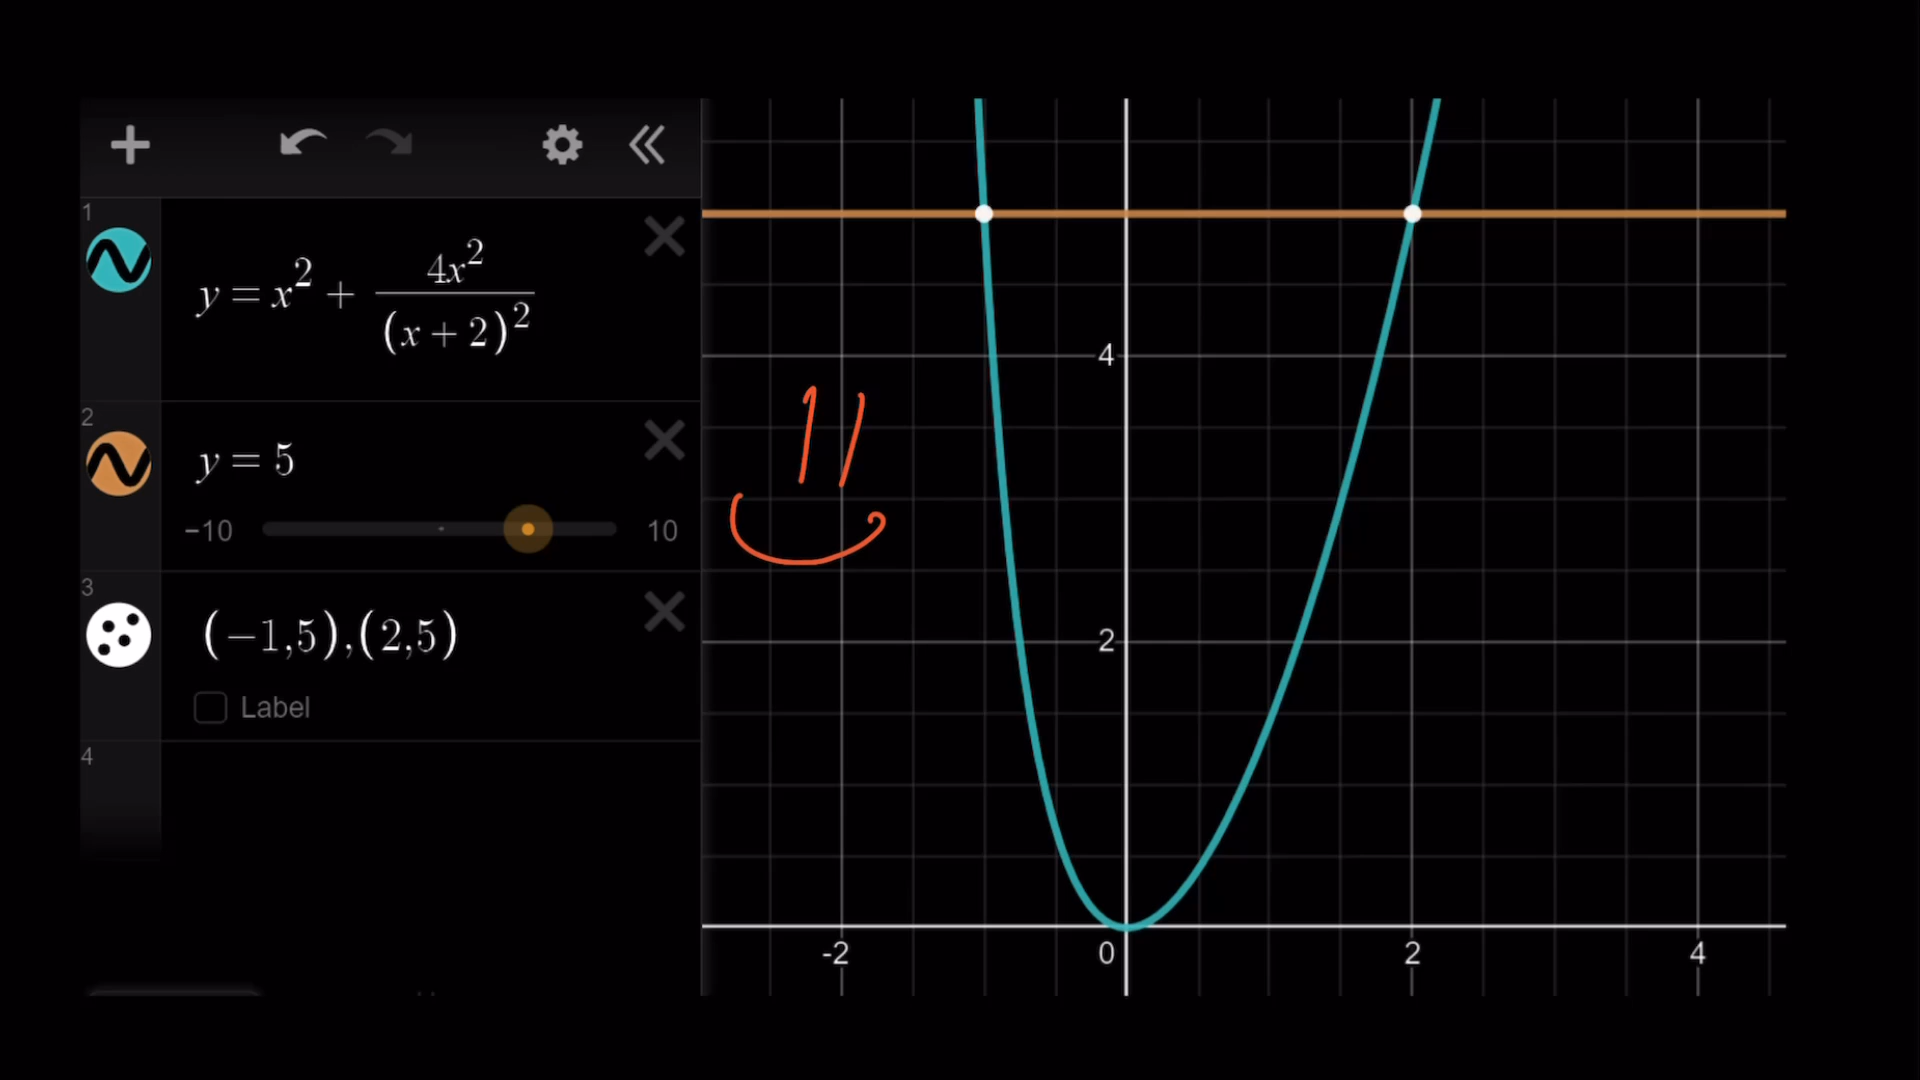 1
y = x² + 4x²/(x + 2)²
2
y = 5
−10 10
3
(−1,5),(2,5)
Label
4
4
2
-2 0 2 4